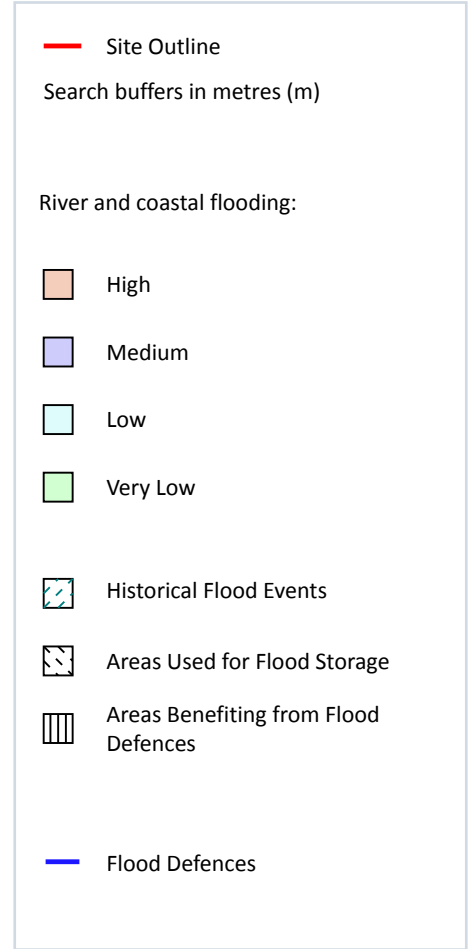 Site Outline
Search buffers in metres (m)
River and coastal flooding:
High
Medium
Low
Very Low
Historical Flood Events
Areas Used for Flood Storage
Areas Benefiting from Flood
Defences
Flood Defences